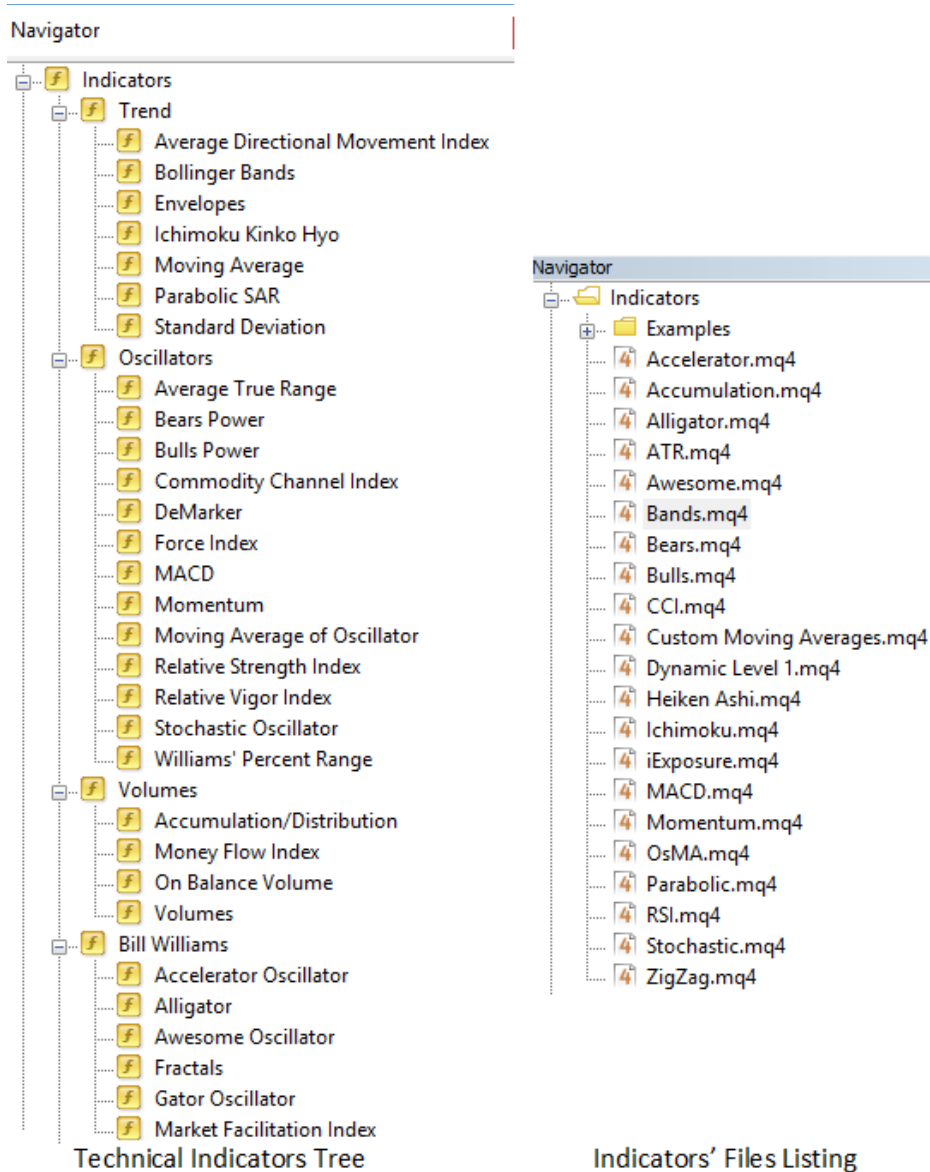 Navigator
Indicators
Trend
Average Directional Movement Index
Bollinger Bands
Envelopes
Ichimoku Kinko Hyo
Moving Average
Parabolic SAR
Standard Deviation
Oscillators
Average True Range
Bears Power
Bulls Power
Commodity Channel Index
DeMarker
Force Index
MACD
Momentum
Moving Average of Oscillator
Relative Strength Index
Relative Vigor Index
Stochastic Oscillator
Williams' Percent Range
Volumes
Accumulation/Distribution
Money Flow Index
On Balance Volume
Volumes
Bill Williams
Accelerator Oscillator
Alligator
Awesome Oscillator
Fractals
Gator Oscillator
Market Facilitation Index
Technical Indicators Tree
Navigator
Indicators
Examples
Accelerator.mq4
Accumulation.mq4
Alligator.mq4
ATR.mq4
Awesome.mq4
Bands.mq4
Bears.mq4
Bulls.mq4
CCI.mq4
Custom Moving Averages.mq4
Dynamic Level 1.mq4
Heiken Ashi.mq4
Ichimoku.mq4
iExposure.mq4
MACD.mq4
Momentum.mq4
OsMA.mq4
Parabolic.mq4
RSI.mq4
Stochastic.mq4
ZigZag.mq4
Indicators’ Files Listing